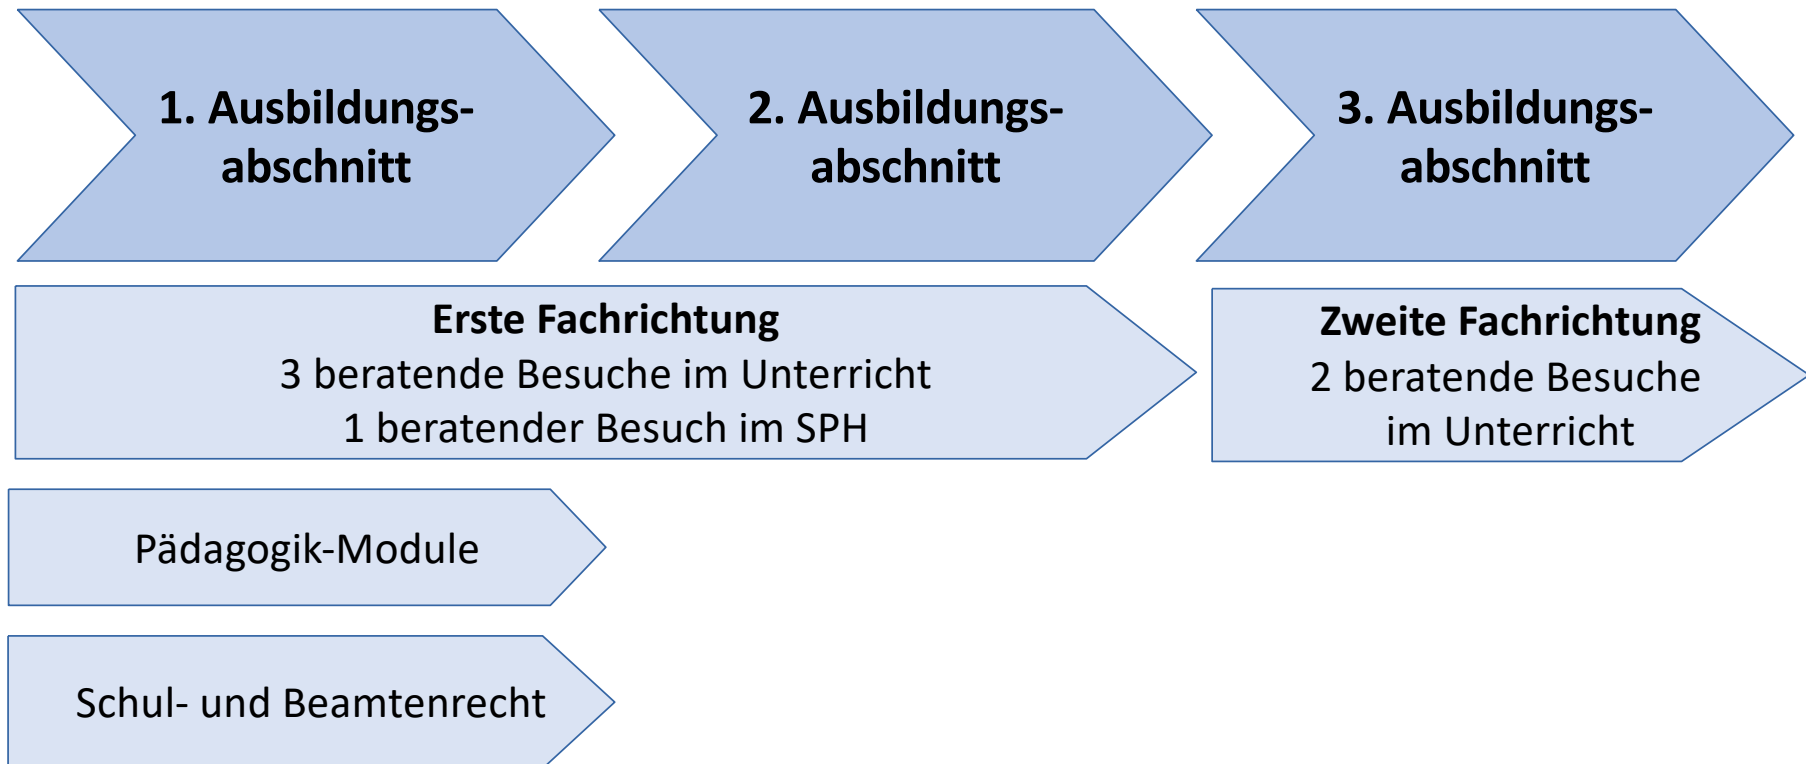 1. Ausbildungs-
abschnitt
2. Ausbildungs-
abschnitt
3. Ausbildungs-
abschnitt
Erste Fachrichtung
3 beratende Besuche im Unterricht
1 beratender Besuch im SPH
Zweite Fachrichtung
2 beratende Besuche
im Unterricht
Pädagogik-Module
Schul- und Beamtenrecht